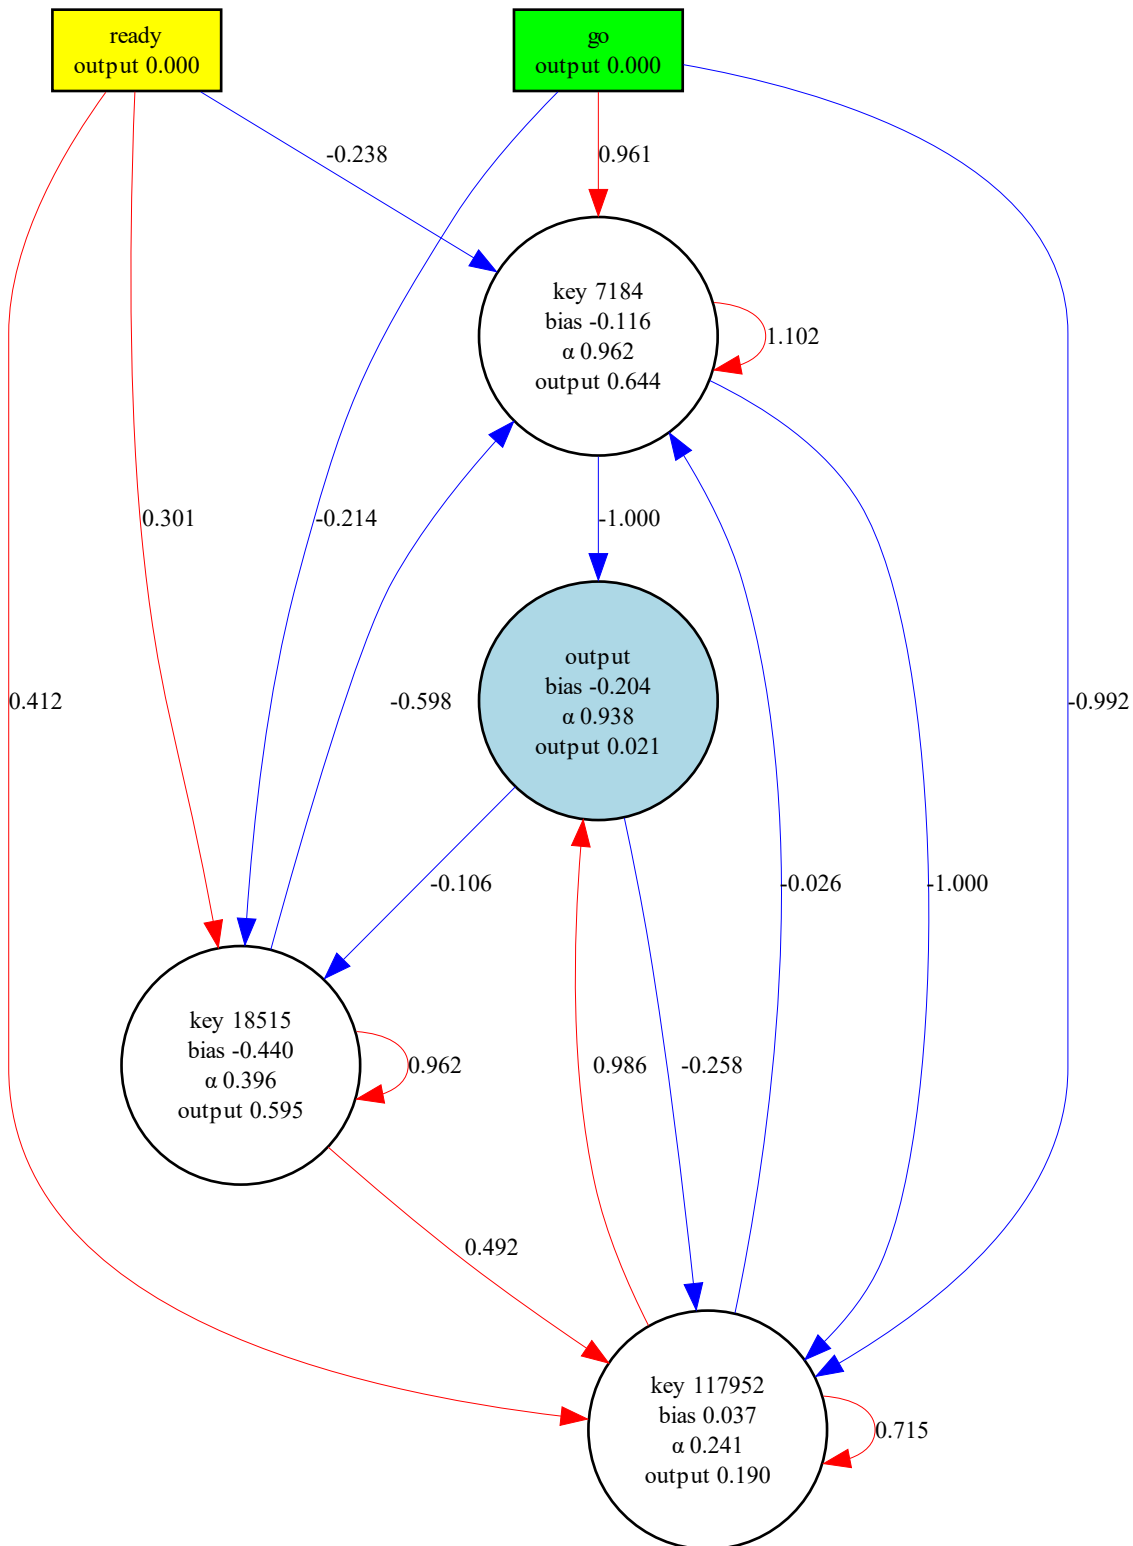 ready
output 0.000
go
output 0.000
-0.238
0.961
key 7184
bias -0.116
α 0.962
output 0.644
1.102
0.301
-0.214
-1.000
output
bias -0.204
α 0.938
output 0.021
0.412
-0.598
-0.992
-0.106
-0.026
-1.000
key 18515
bias -0.440
α 0.396
output 0.595
0.962
0.986
-0.258
0.492
key 117952
bias 0.037
α 0.241
output 0.190
0.715